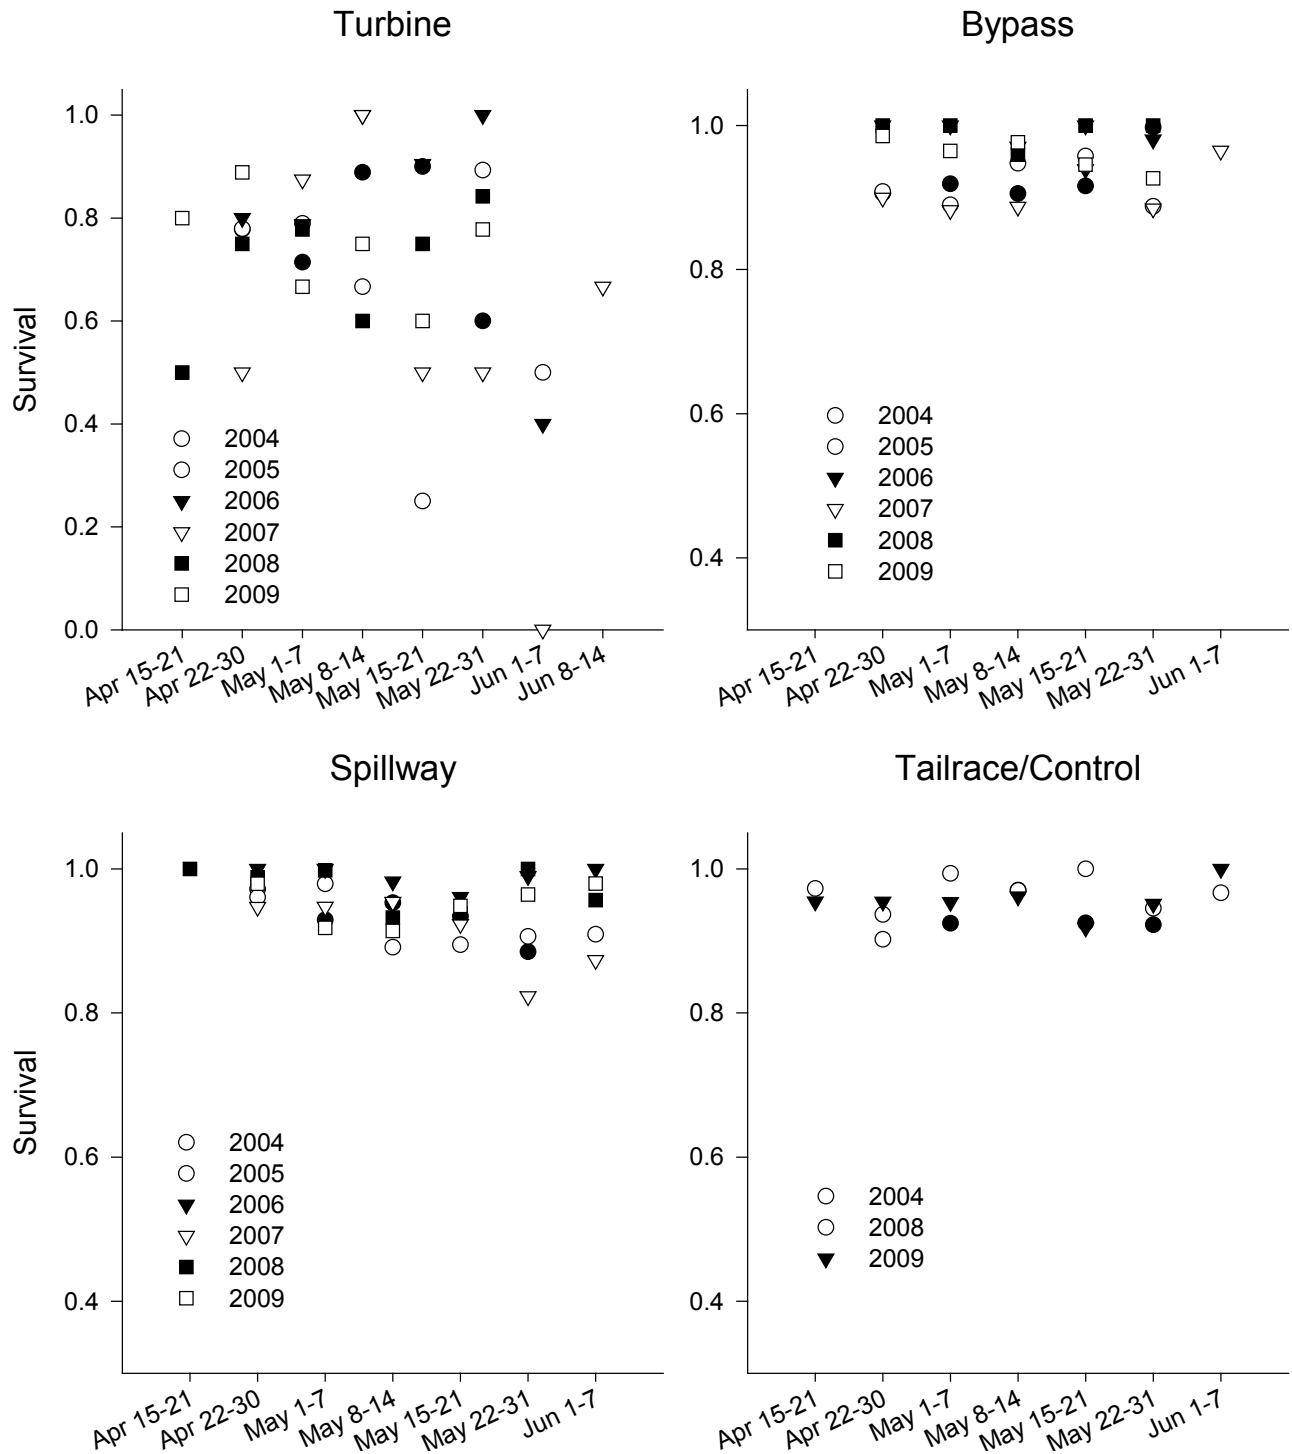 Turbine
1.0
0.8
0.6
0.4
0.2
0.0
Survival
2004
2005
2006
2007
2008
2009
Apr 15-21
Apr 22-30
May 1-7
May 8-14
May 15-21
May 22-31
Jun 1-7
Jun 8-14
Bypass
1.0
0.8
0.6
0.4
2004
2005
2006
2007
2008
2009
Apr 15-21
Apr 22-30
May 1-7
May 8-14
May 15-21
May 22-31
Jun 1-7
Spillway
1.0
0.8
0.6
0.4
Survival
2004
2005
2006
2007
2008
2009
Apr 15-21
Apr 22-30
May 1-7
May 8-14
May 15-21
May 22-31
Jun 1-7
Tailrace/Control
1.0
0.8
0.6
0.4
2004
2008
2009
Apr 15-21
Apr 22-30
May 1-7
May 8-14
May 15-21
May 22-31
Jun 1-7